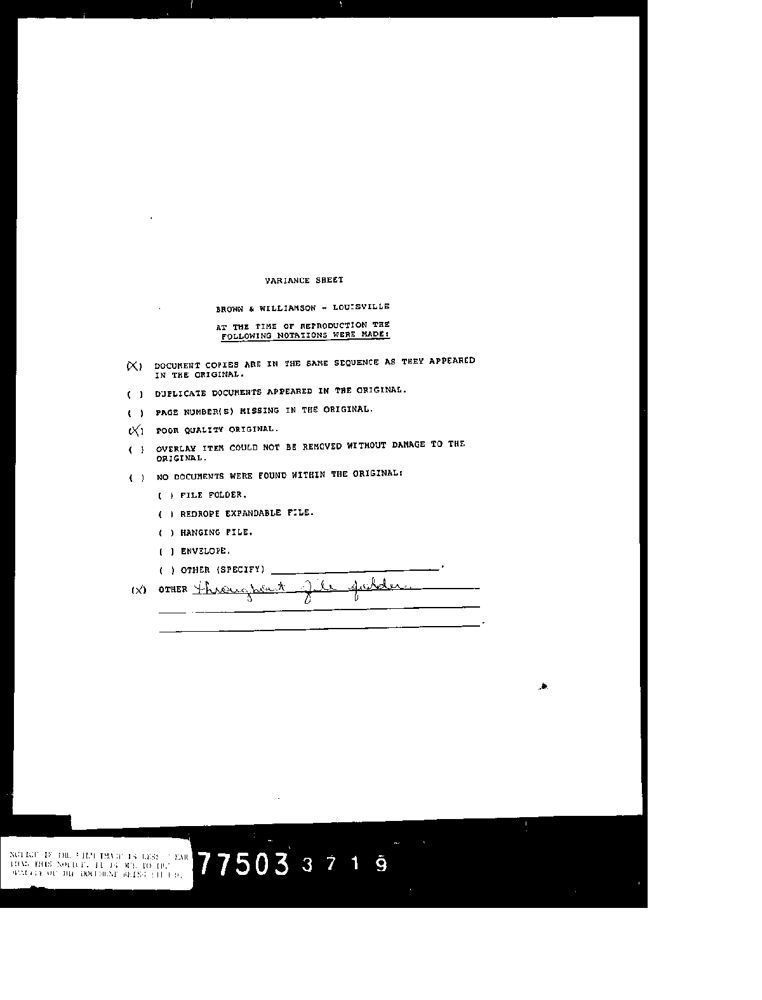 VARIANCE SHEET
BROWN & WILLIAMSON - LOUISVILLE
AT THE TIME OF REPRODUCTION THE
FOLLOWING NOTATIONS WERE MADE:
(X) DOCUMENT COPIES ARE IN THE SAME SEQUENCE AS THEY APPEARED
IN THE ORIGINAL.
( ) DUPLICATE DOCUMENTS APPEARED IN THE ORIGINAL.
( ) PAGE NUMBER(S) MISSING IN THE ORIGINAL.
(X) POOR QUALITY ORIGINAL.
( ) OVERLAY ITEM COULD NOT BE REMOVED WITHOUT DAMAGE TO THE
ORIGINAL.
( ) NO DOCUMENTS WERE FOUND WITHIN THE ORIGINAL:
( ) FILE FOLDER.
( ) REDROPE EXPANDABLE FILE.
( ) HANGING FILE.
( ) ENVELOPE.
( ) OTHER (SPECIFY)
(X) OTHER throughout file folder.
NOTICE IF THE FILM IMAGE IS LESS CLEAR
THAN THIS NOTICE, IT IS DUE TO THE
QUALITY OF THE DOCUMENT BEING FILMED.
77503 3719